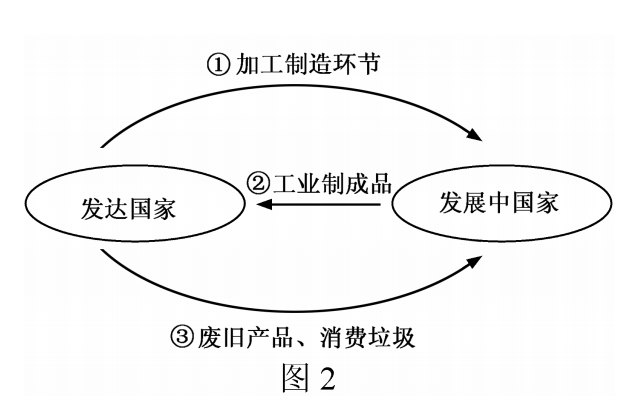 ①加工制造环节
②工业制成品
发达国家
发展中国家
③废旧产品、消费垃圾
图2